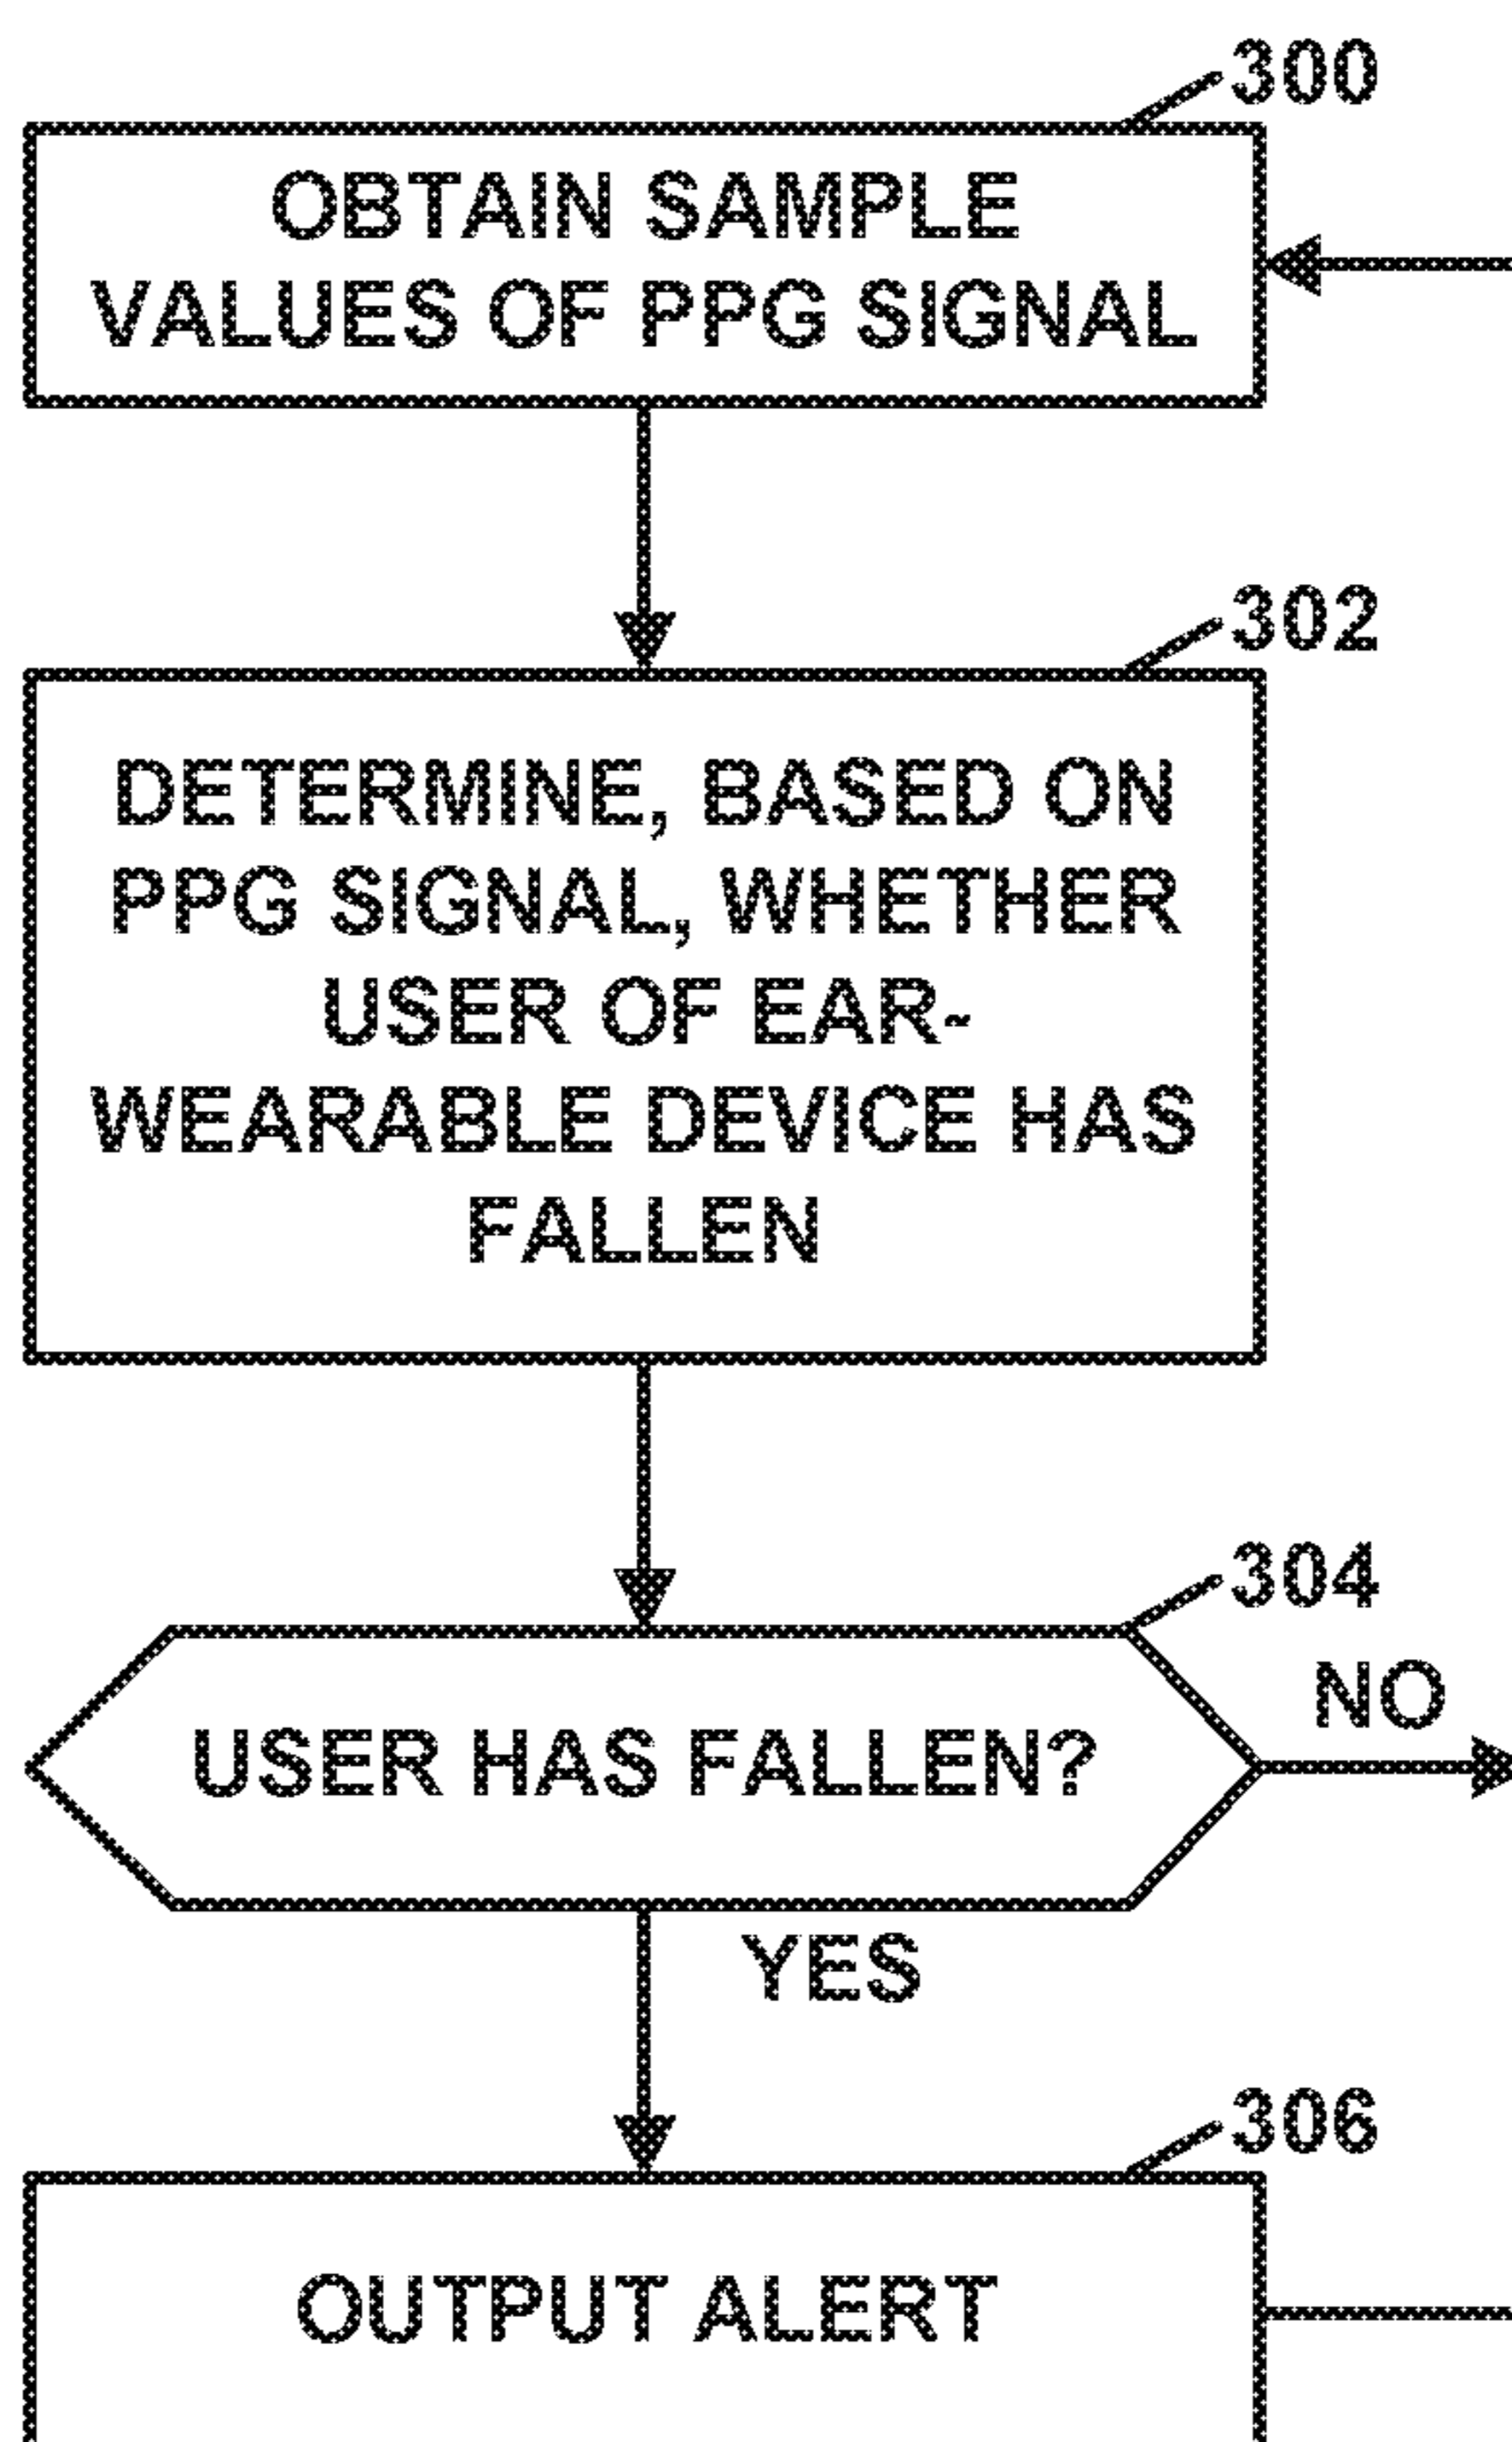 300
OBTAIN SAMPLE
VALUES OF PPG SIGNAL
302
DETERMINE, BASED ON
PPG SIGNAL, WHETHER
USER OF EAR-
WEARABLE DEVICE HAS
FALLEN
304
NO
USER HAS FALLEN?
YES
306
OUTPUT ALERT